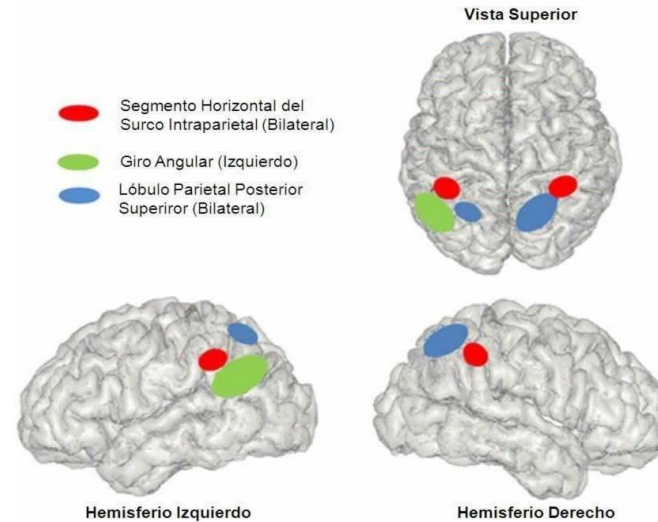 Vista Superior
Segmento Horizontal del
Surco Intraparietal (Bilateral)
Giro Angular (Izquierdo)
Lóbulo Parietal Posterior
Superiror (Bilateral)
Hemisferio Izquierdo
Hemisferio Derecho